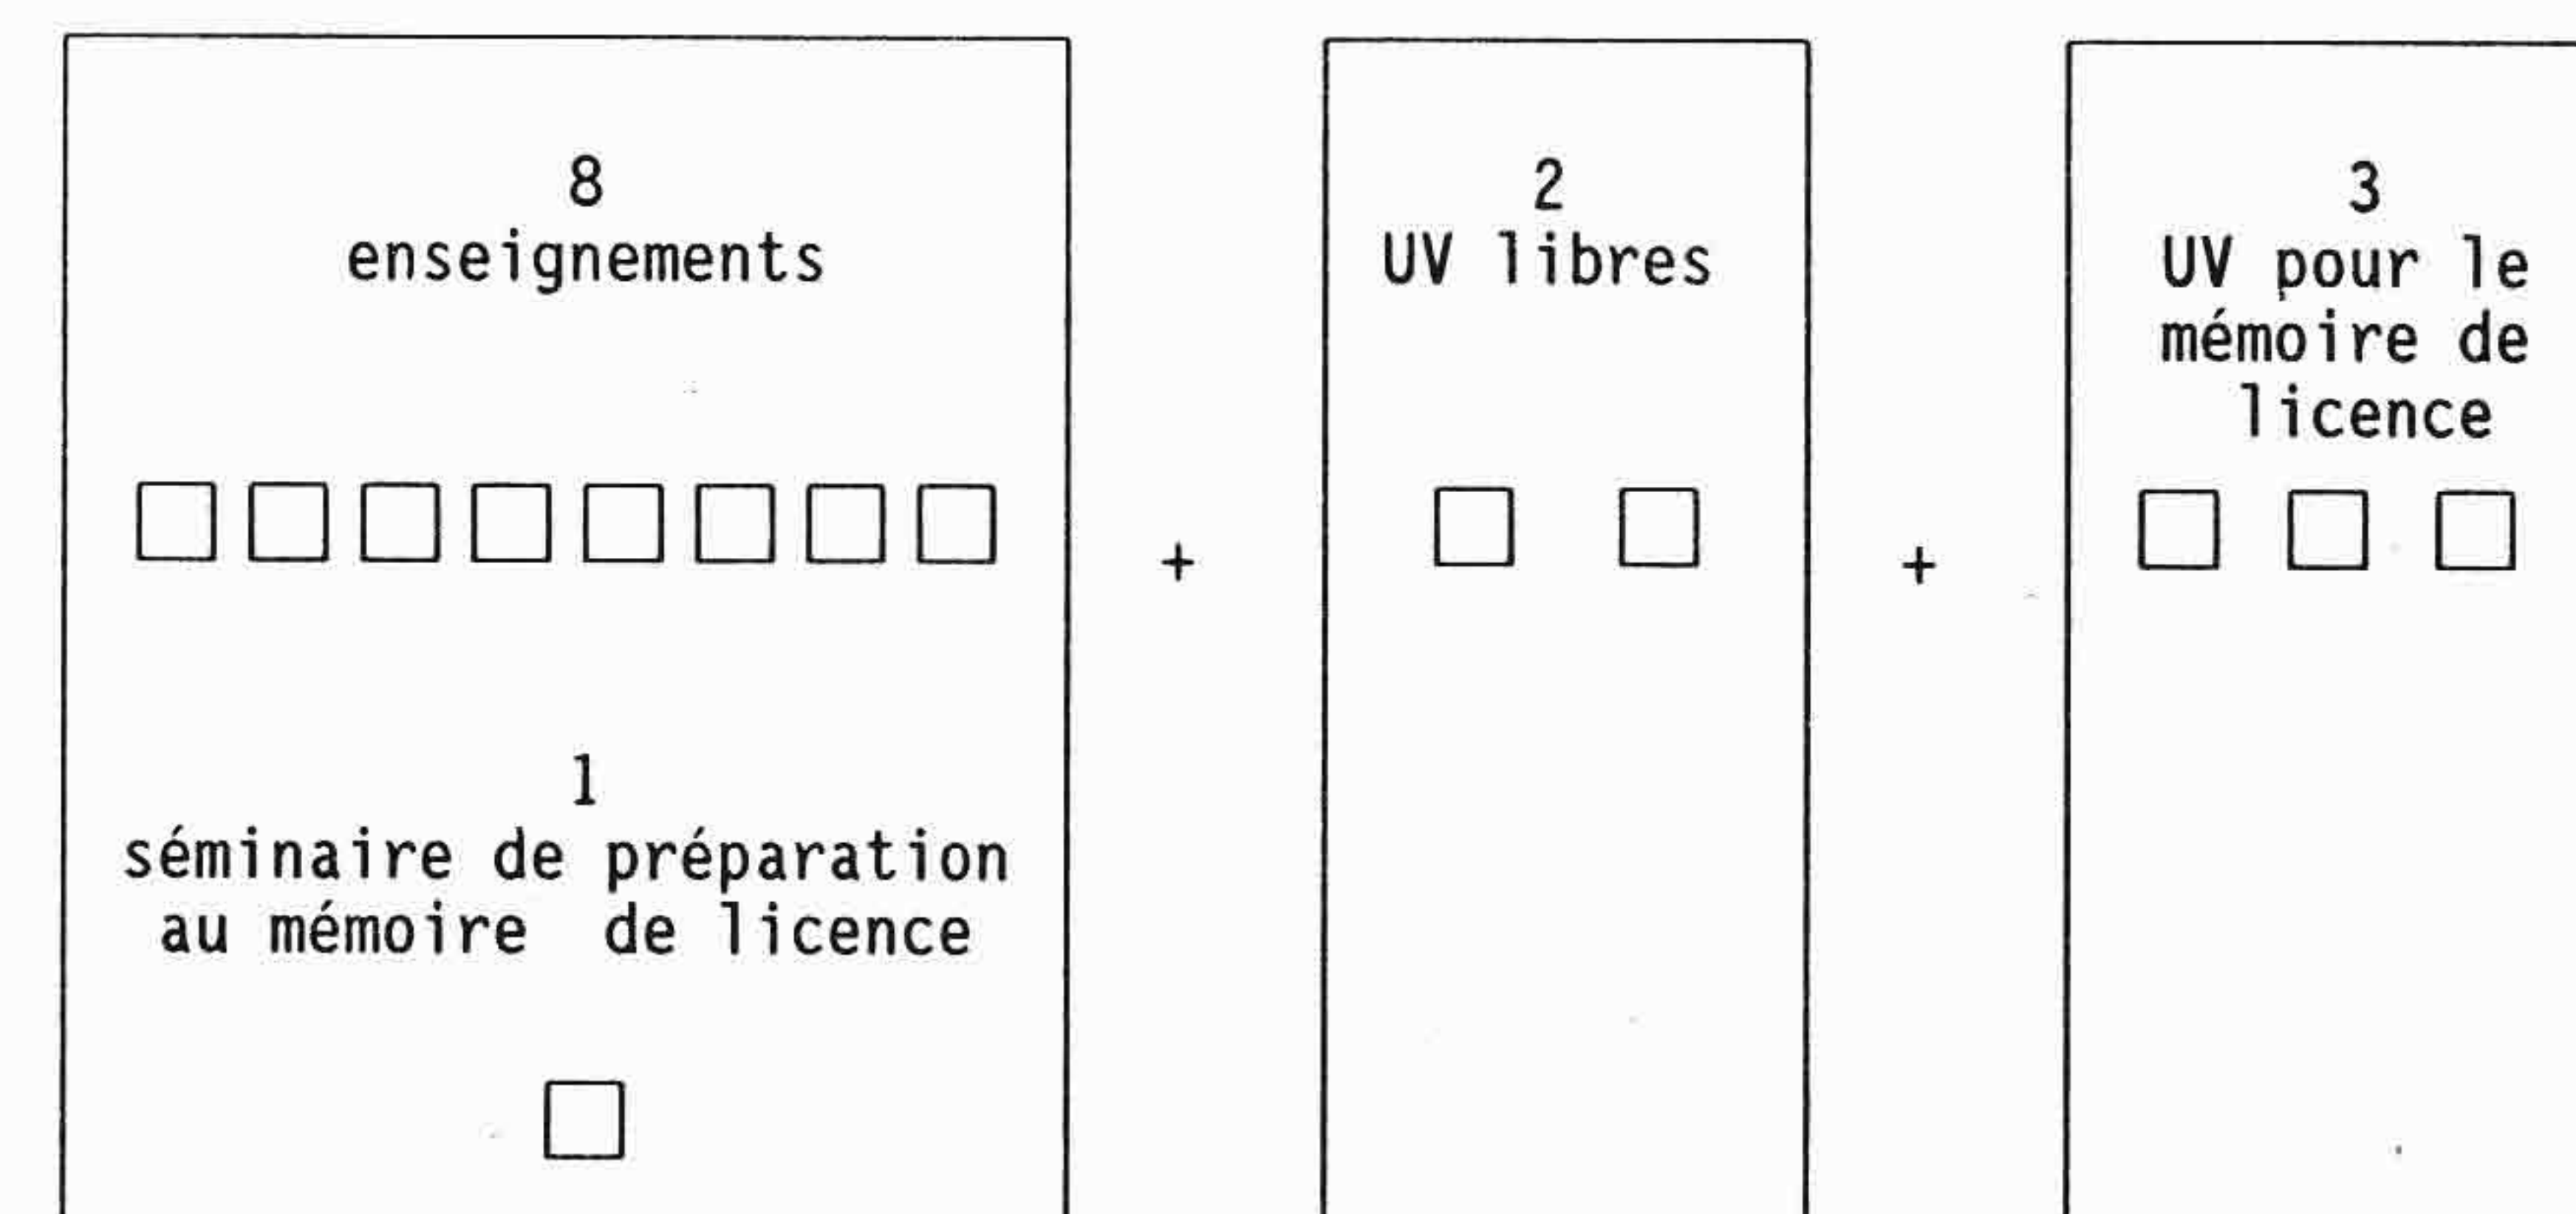 8
enseignements
□ □ □ □ □ □ □ □
1
séminaire de préparation
au mémoire de licence
□
+
2
UV libres
□ □
+
3
UV pour le
mémoire de
licence
□ □ □